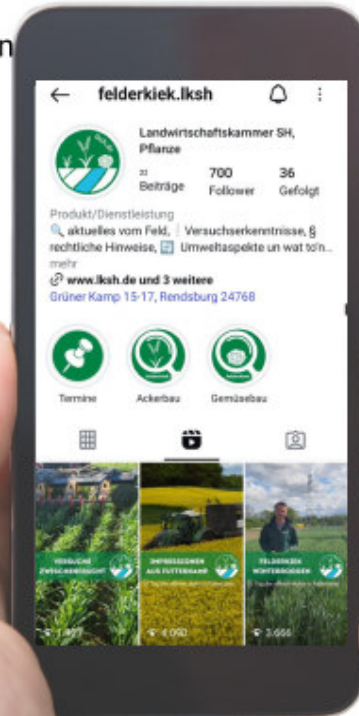 n
felderkiek.lksh
Landwirtschaftskammer SH,
Pflanze
700 36
Beiträge Follower Gefolgt
Produkt/Dienstleistung
aktuelles vom Feld, Versuchserkenntnisse, §
rechtliche Hinweise, Umweltaspekte un wat to'n...
mehr
www.lksh.de und 3 weitere
Grüner Kamp 15-17, Rendsburg 24768
Termine Ackerbau Gemüsebau
VERSUCHE
ZWISCHENFRUCHT
IMPRESSIONEN
AUS FUTTERKAMP
FELDERKIEK
WINTERROGGEN
4.090 3.666